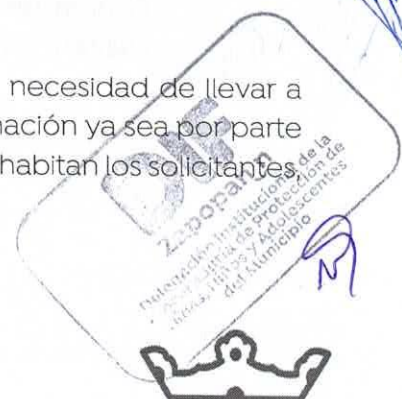 necesidad de llevar a
nación ya sea por parte
habitan los solicitantes,
DIF
Zapopan
Delegación Institucional de la
Procuraduría de Protección de
Niñas, Niños y Adolescentes
del Municipio